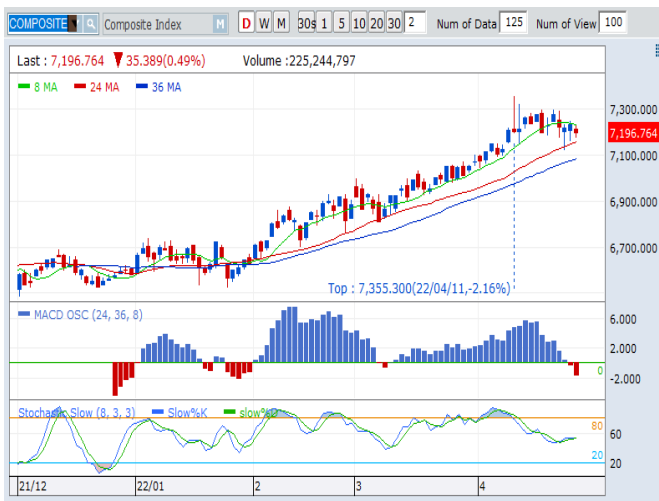 COMPOSITE Composite Index M D W M 30s 1 5 10 20 30 2 Num of Data 125 Num of View 100
Last : 7,196.764 ▼ 35.389(0.49%) Volume :225,244,797
8 MA 24 MA 36 MA
7,300.000
7,196.764
7,100.000
6,900.000
6,700.000
Top : 7,355.300(22/04/11,-2.16%)
MACD OSC (24, 36, 8)
6.000
2.000
0
-2.000
Stochastic Slow (8, 3, 3) Slow%K slow%D
80
60
20
20
21/12 22/01 2 3 4